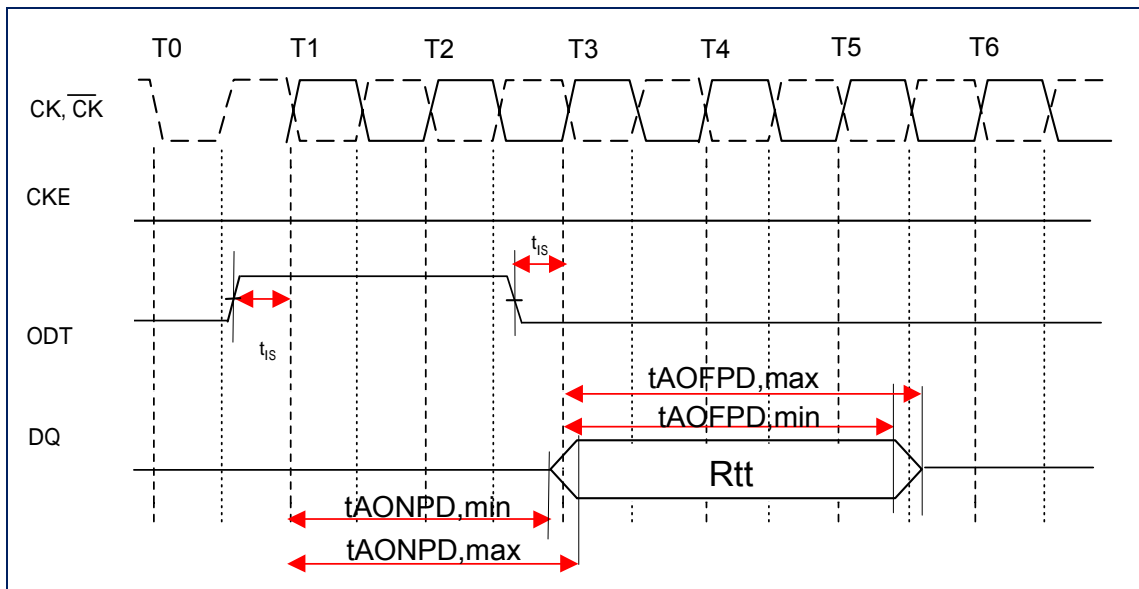 T0 T1 T2 T3 T4 T5 T6
CK, C̅K̅
CKE
tIS
ODT
tIS
tAOFPD,max
tAOFPD,min
DQ
Rtt
tAONPD,min
tAONPD,max